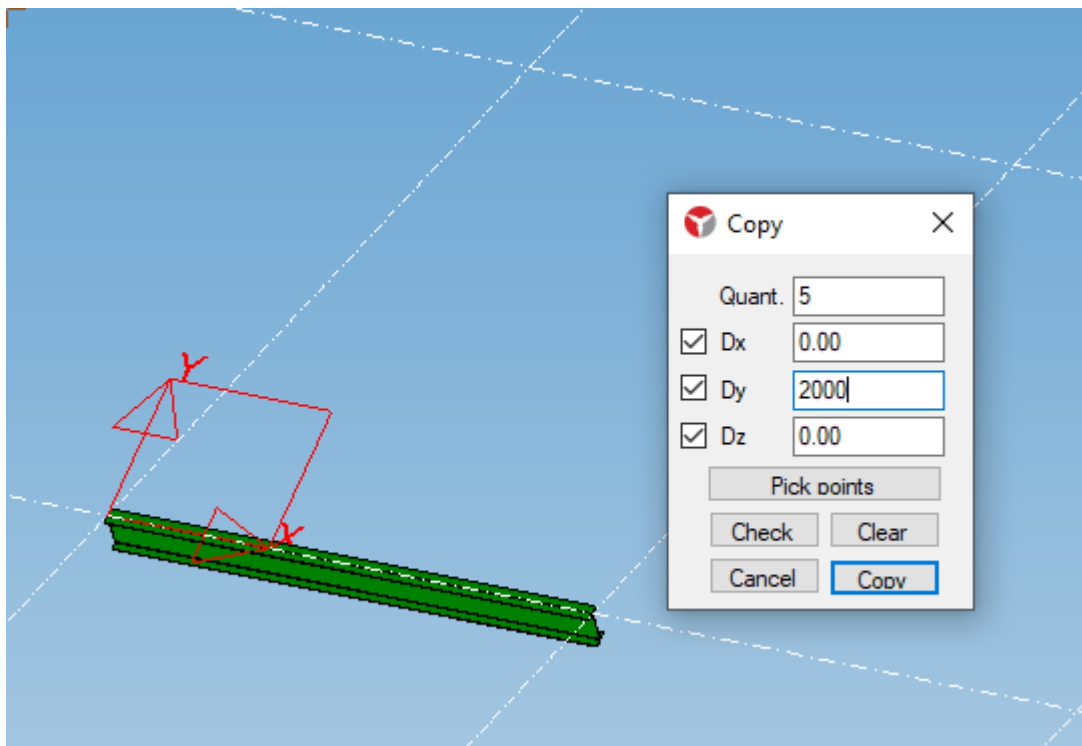 Copy
Quant. 5
Dx 0.00
Dy 2000
Dz 0.00
Pick points
Check Clear
Cancel Copy
Y
X